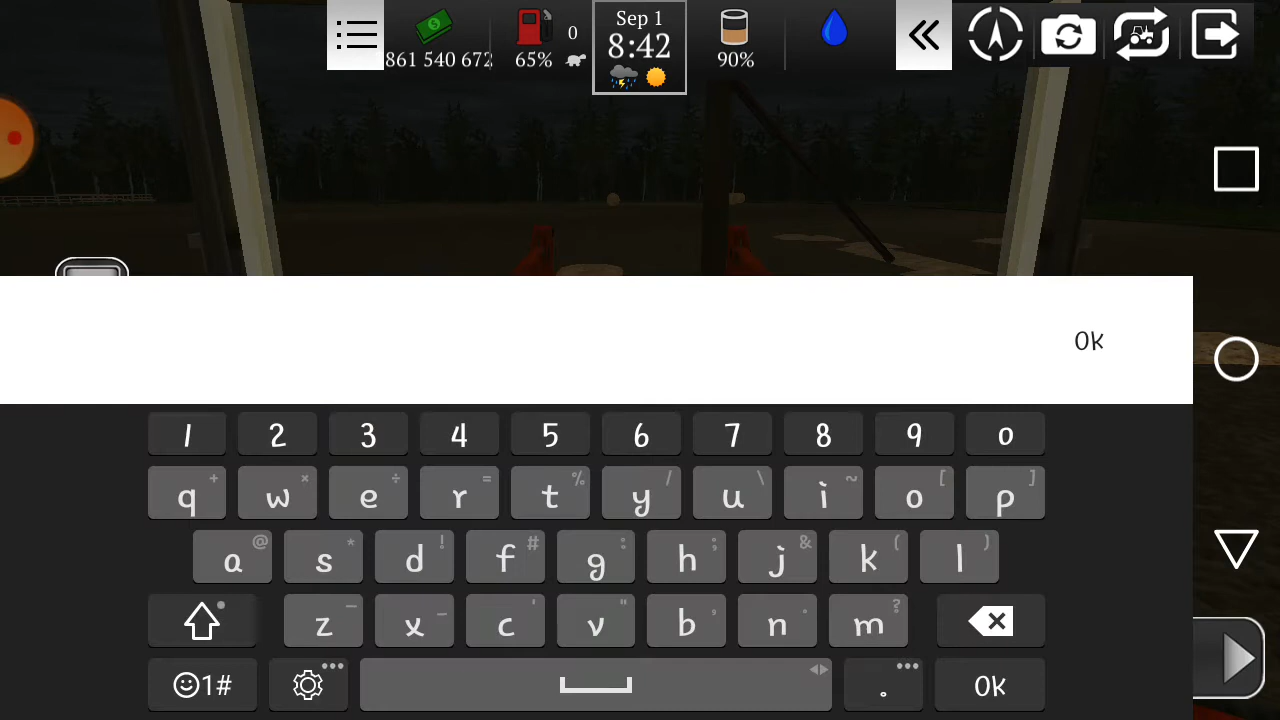 Sep 1
861 540 672
65%
0
8:42
90%
Ok
1 2 3 4 5 6 7 8 9 0
+ × ÷ = % / \ ~ [ ]
q w e r t y u i o p
@ * ! # : ; & ( )
a s d f g h j k l
– _ ' " , . ?
z x c v b n m
☺1# . Ok